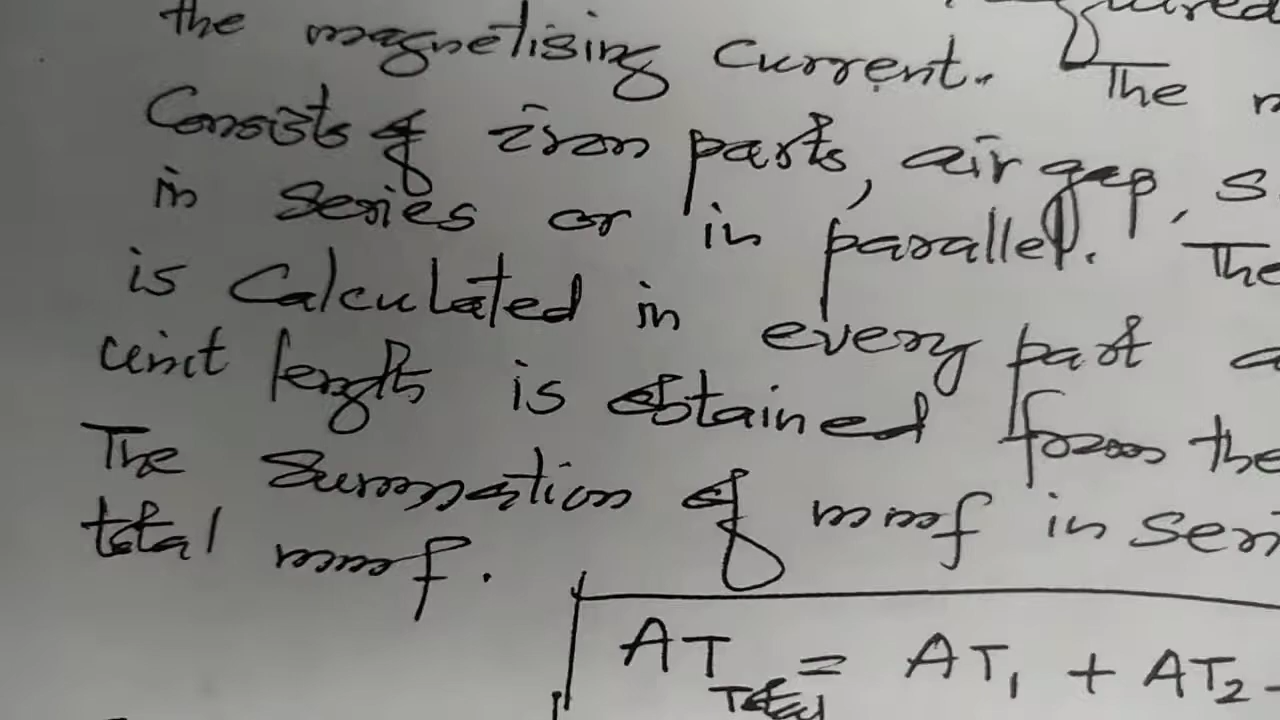 the magnetising current. The
Consists of iron parts, air gap,
in series or in parallel. The
is calculated in every part
unit length is obtained from the
The Summation of mmf in seri
total mmf.
AT Total = AT1 + AT2